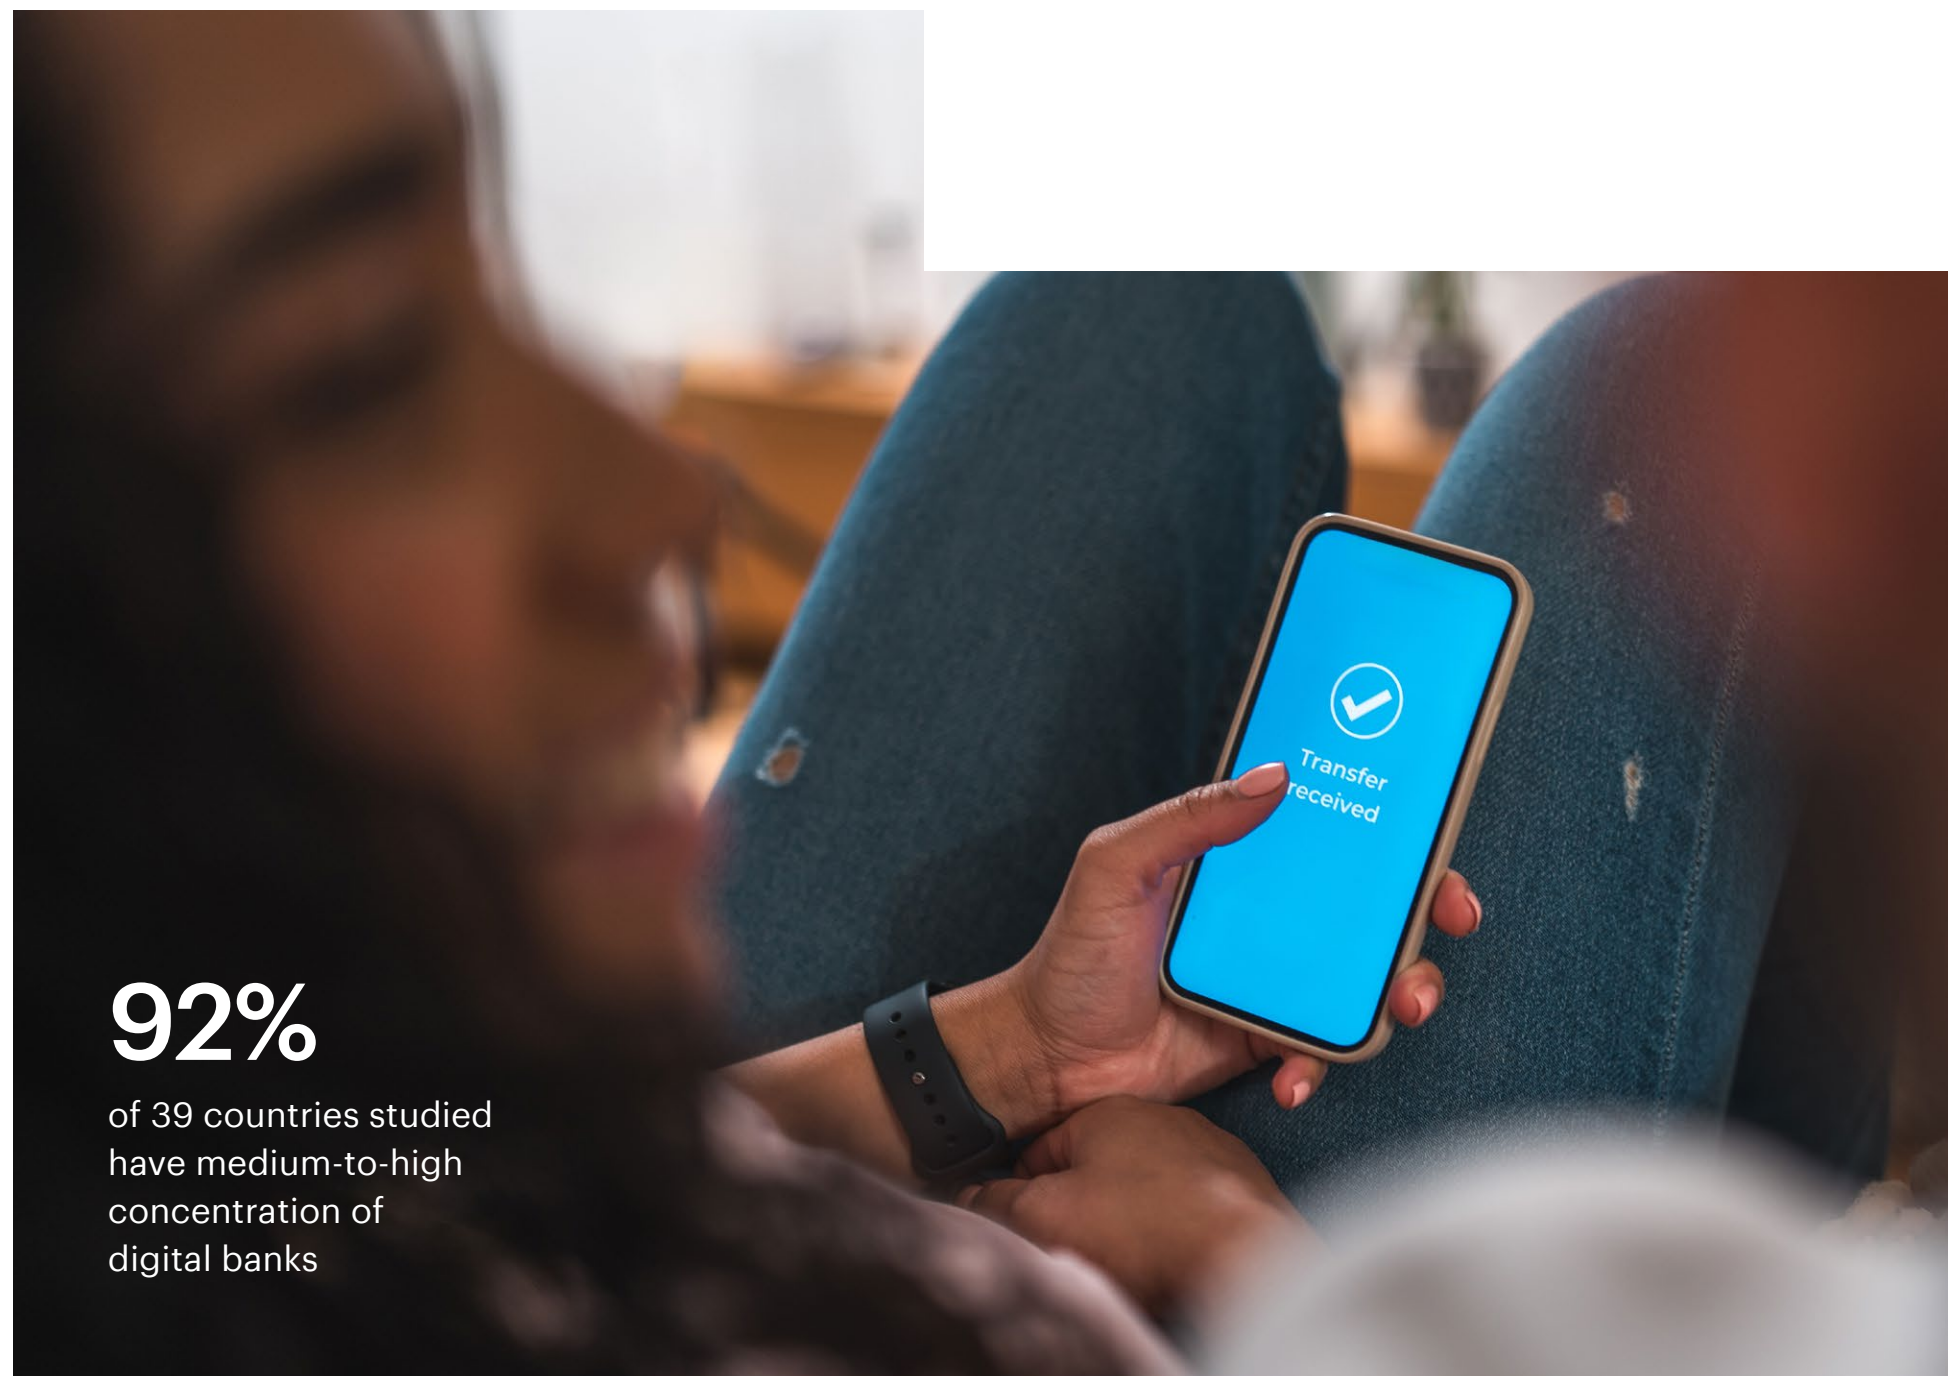 Transfer
received
92%
of 39 countries studied
have medium-to-high
concentration of
digital banks